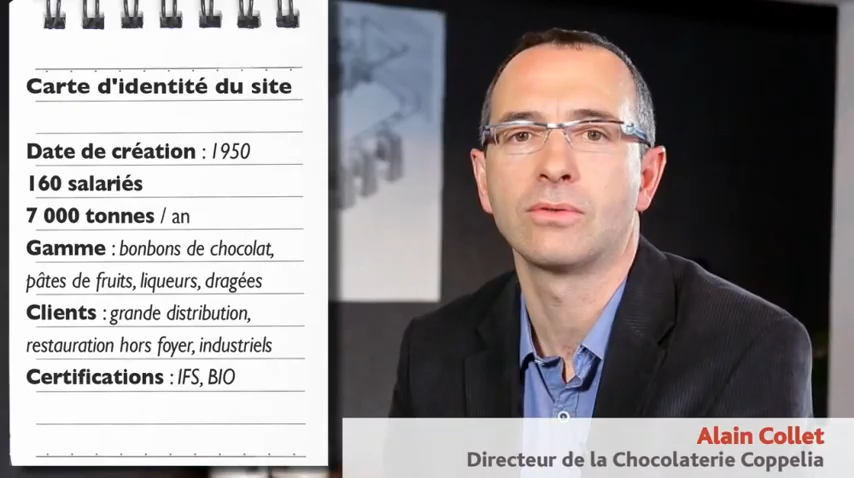 Carte d'identité du site
Date de création : 1950
160 salariés
7 000 tonnes / an
Gamme : bonbons de chocolat,
pâtes de fruits, liqueurs, dragées
Clients : grande distribution,
restauration hors foyer, industriels
Certifications : IFS, BIO
Alain Collet
Directeur de la Chocolaterie Coppelia